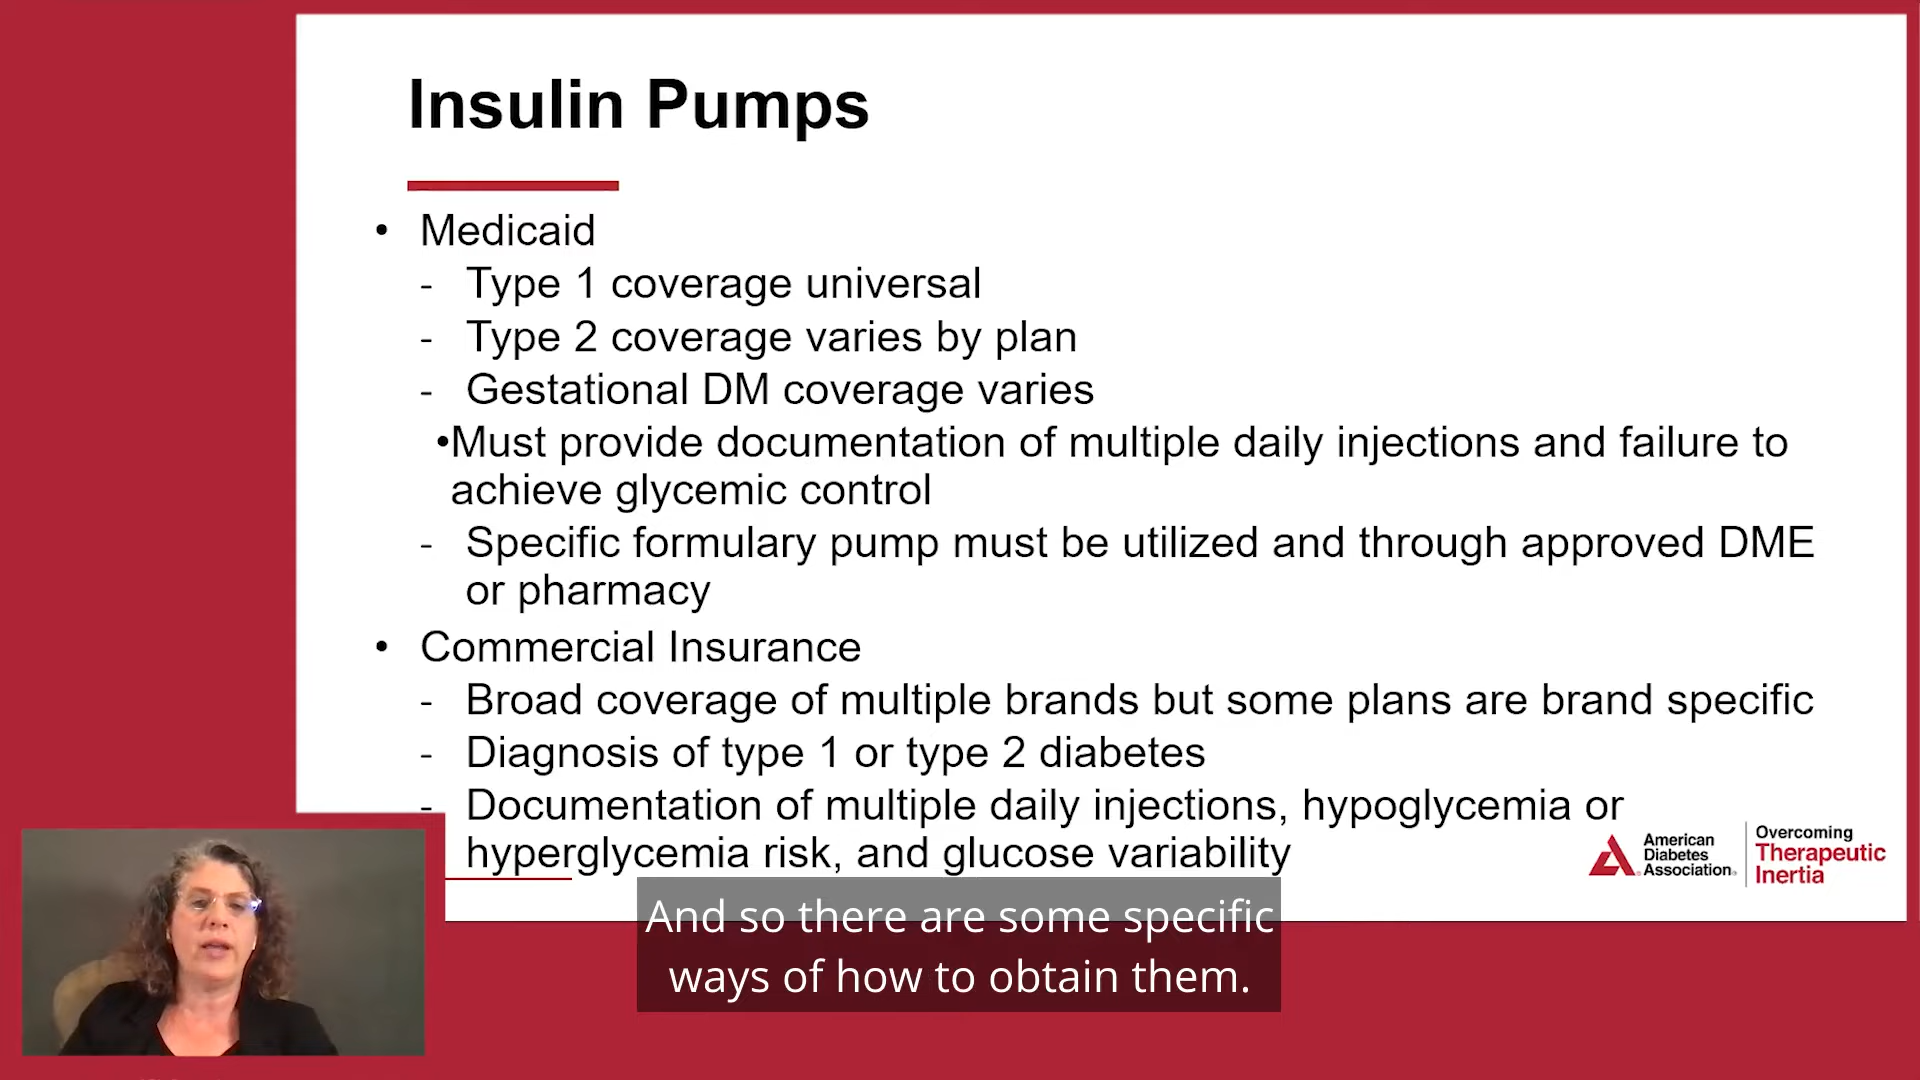 Insulin Pumps
• Medicaid
- Type 1 coverage universal
- Type 2 coverage varies by plan
- Gestational DM coverage varies
•Must provide documentation of multiple daily injections and failure to
achieve glycemic control
- Specific formulary pump must be utilized and through approved DME
or pharmacy
• Commercial Insurance
- Broad coverage of multiple brands but some plans are brand specific
- Diagnosis of type 1 or type 2 diabetes
- Documentation of multiple daily injections, hypoglycemia or
hyperglycemia risk, and glucose variability
American
Diabetes
Association.
Overcoming
Therapeutic
Inertia
And so there are some specific
ways of how to obtain them.